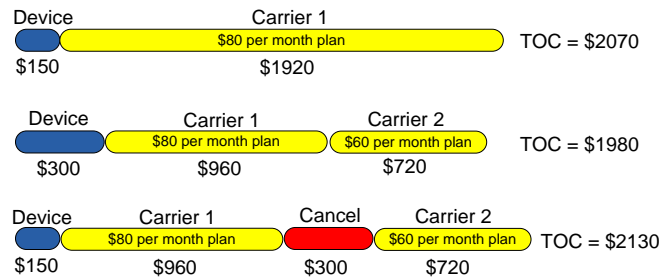 Device Carrier 1
$80 per month plan TOC = $2070
$150 $1920
Device Carrier 1 Carrier 2
$80 per month plan $60 per month plan TOC = $1980
$300 $960 $720
Device Carrier 1 Cancel Carrier 2
$80 per month plan $60 per month plan TOC = $2130
$150 $960 $300 $720